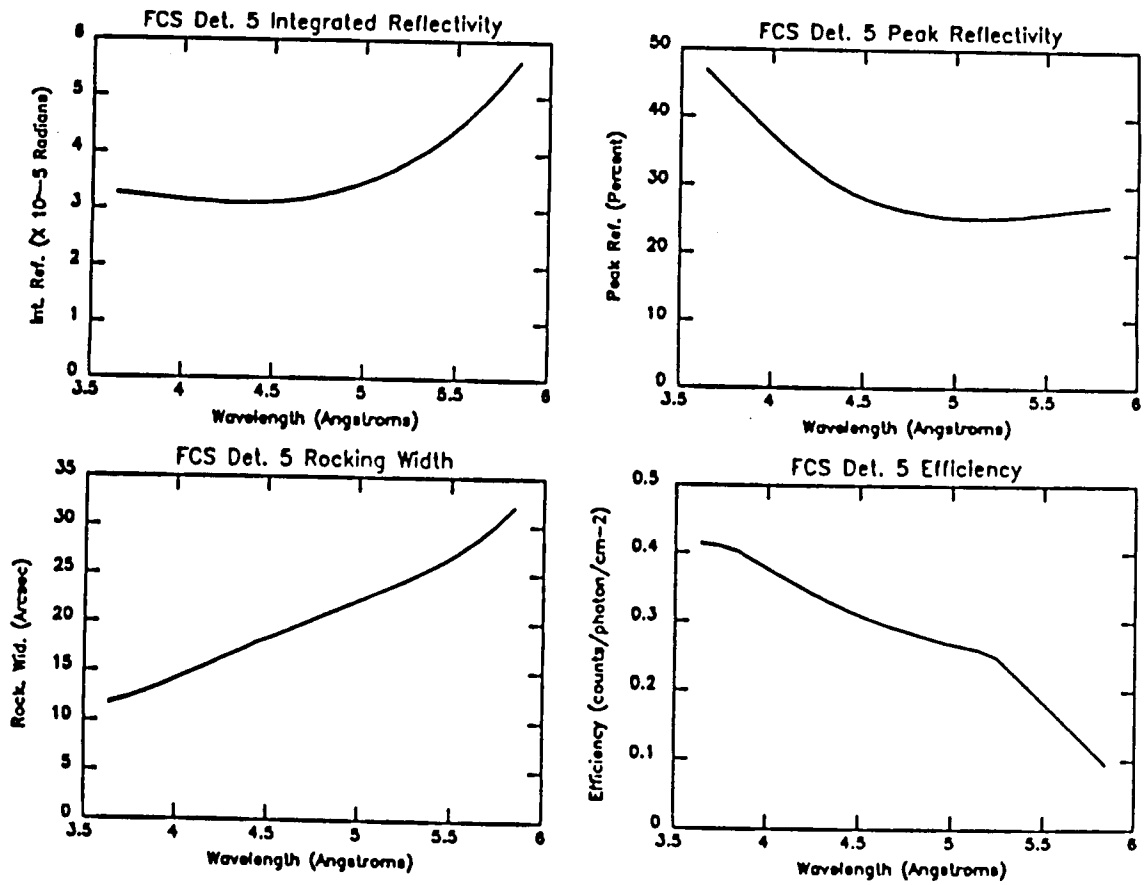 FCS Det. 5 Integrated Reflectivity
6
5
4
3
2
1
0
Int. Ref. (X 10-5 Radians)
3.5 4 4.5 5 5.5 6
Wavelength (Angstroms)
FCS Det. 5 Peak Reflectivity
50
40
30
20
10
0
Peak Ref. (Percent)
3.5 4 4.5 5 5.5 6
Wavelength (Angstroms)
FCS Det. 5 Rocking Width
35
30
25
20
15
10
5
0
Rock. Wid. (Arcsec)
3.5 4 4.5 5 5.5 6
Wavelength (Angstroms)
FCS Det. 5 Efficiency
0.5
0.4
0.3
0.2
0.1
0
Efficiency (counts/photon/cm-2)
3.5 4 4.5 5 5.5 6
Wavelength (Angstroms)